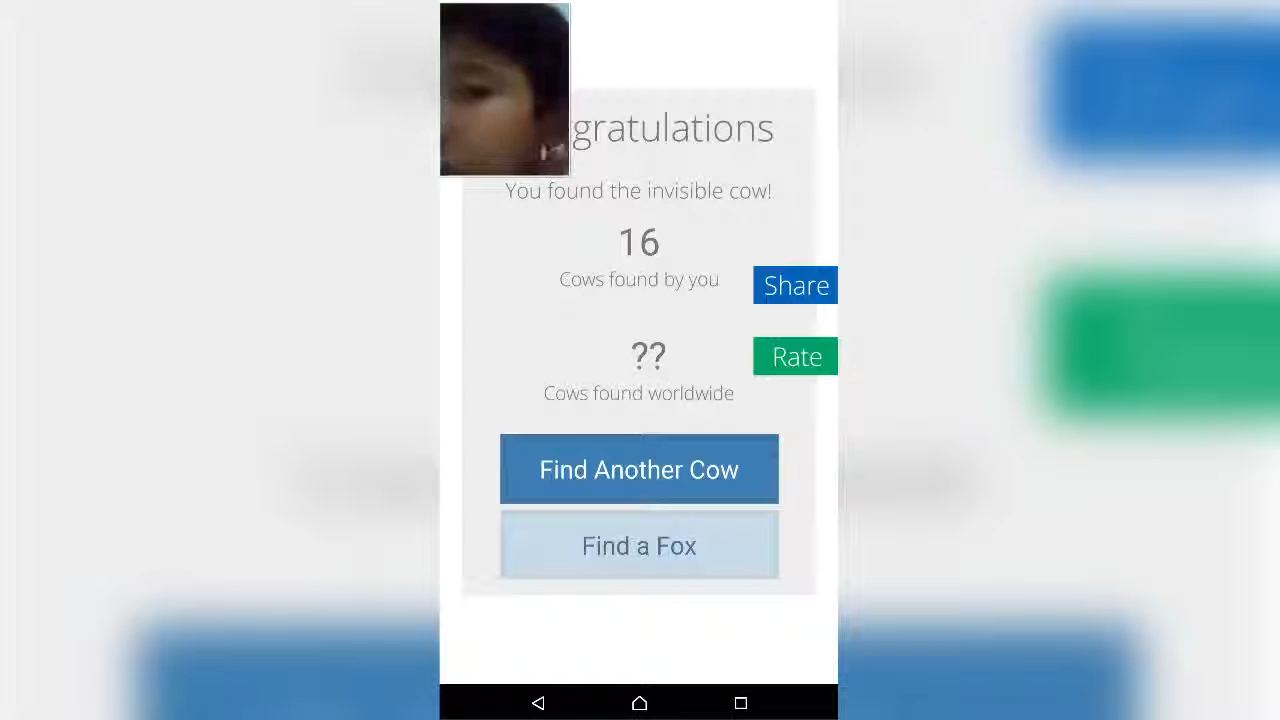 gratulations
You found the invisible cow!
16
Cows found by you
Share
??
Rate
Cows found worldwide
Find Another Cow
Find a Fox